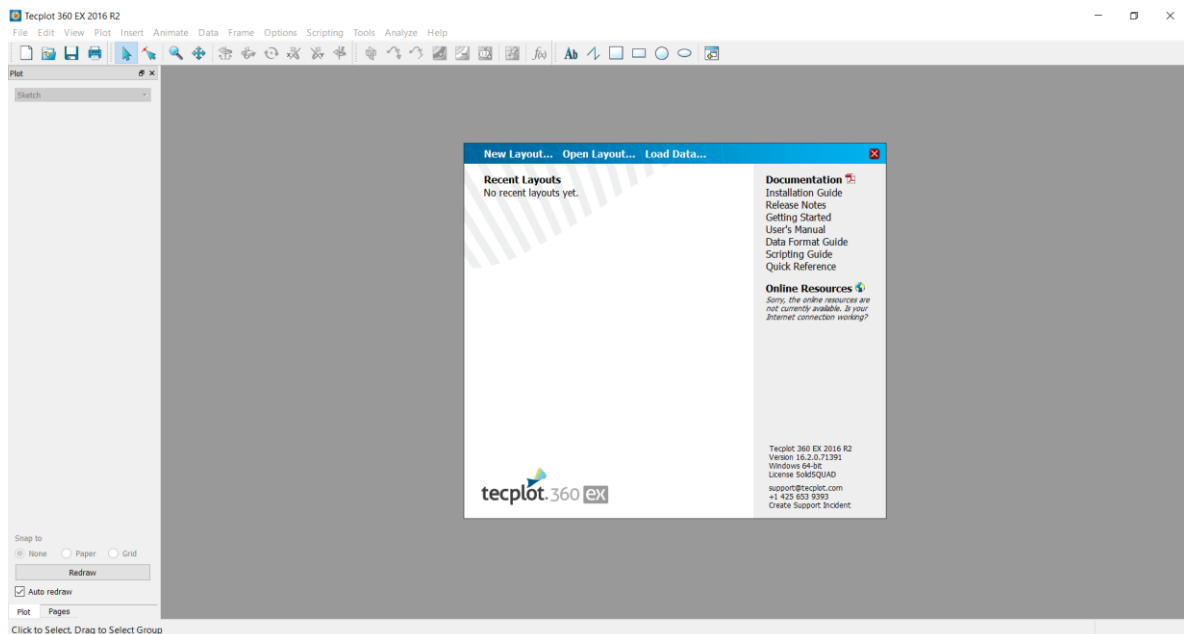 Tecplot 360 EX 2016 R2
File Edit View Plot Insert Animate Data Frame Options Scripting Tools Analyze Help
f(x) Ab
Plot
Sketch
New Layout... Open Layout... Load Data...
Recent Layouts
No recent layouts yet.
Documentation
Installation Guide
Release Notes
Getting Started
User's Manual
Data Format Guide
Scripting Guide
Quick Reference
Online Resources
Sorry, the online resources are
not currently available. Is your
Internet connection working?
Tecplot 360 EX 2016 R2
Version 16.2.0.71391
Windows 64-bit
License SolidSQUAD
support@tecplot.com
+1 425 653 9393
Create Support Incident
tecplot. 360 ex
Snap to
None Paper Grid
Redraw
Auto redraw
Plot Pages
Click to Select, Drag to Select Group